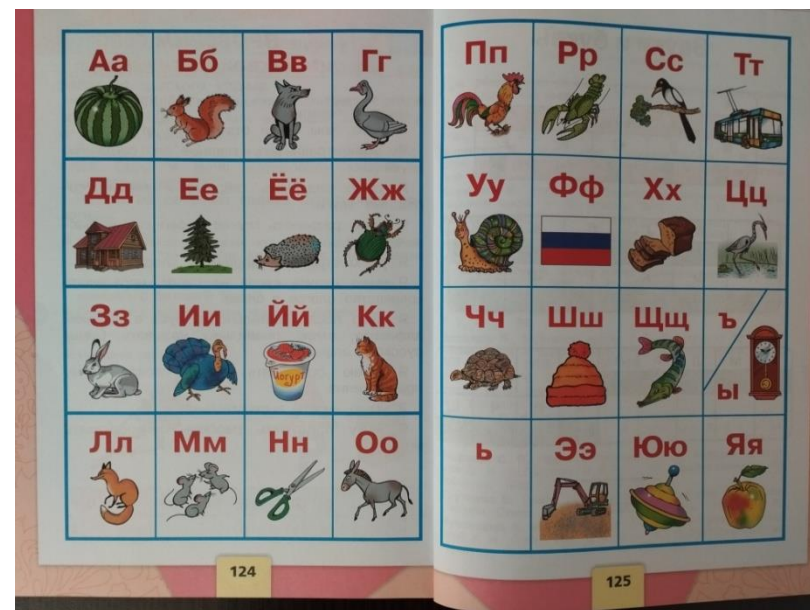 Аа Бб Вв Гг
Дд Ее Ёё Жж
Зз Ии Йй Кк
йогурт
Лл Мм Нн Оо
124
Пп Рр Сс Тт
Уу Фф Хх Цц
Чч Шш Щщ ъ
ы
ь Ээ Юю Яя
125